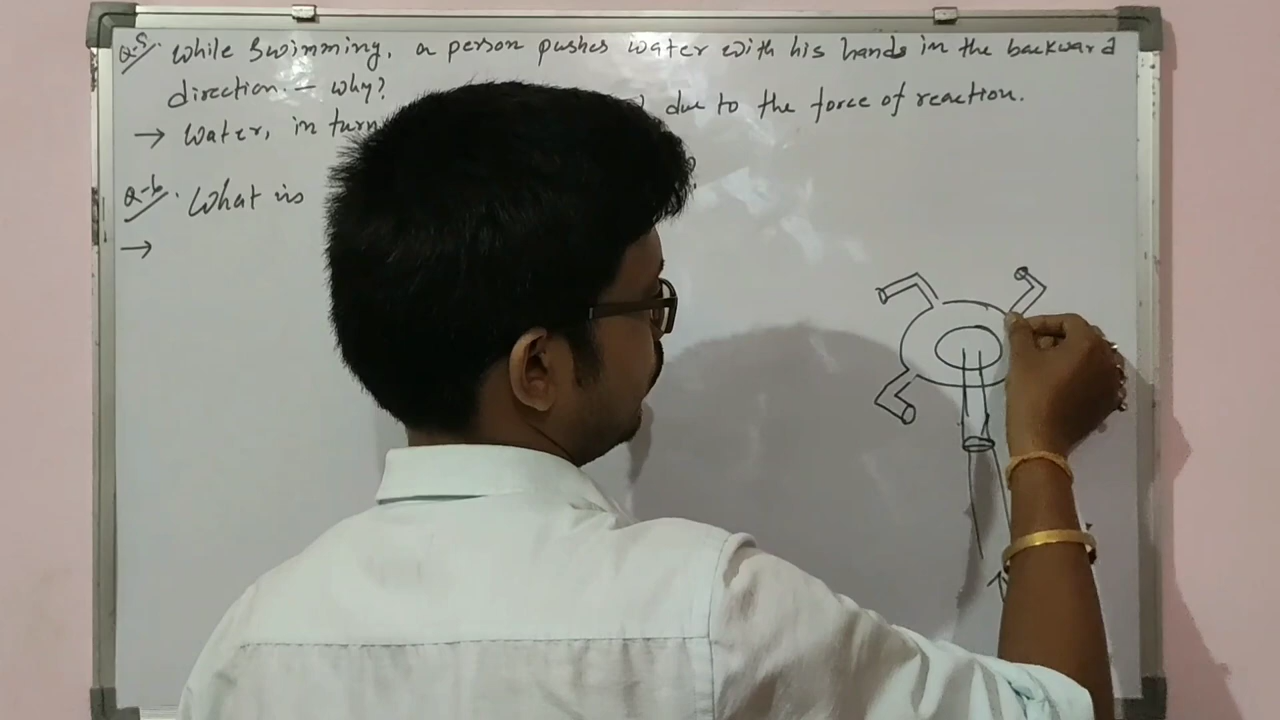 Q-5. While swimming, a person pushes water with his hands in the backward
direction. — why?
→ Water, in turn due to the force of reaction.
Q-6. What is ?
→